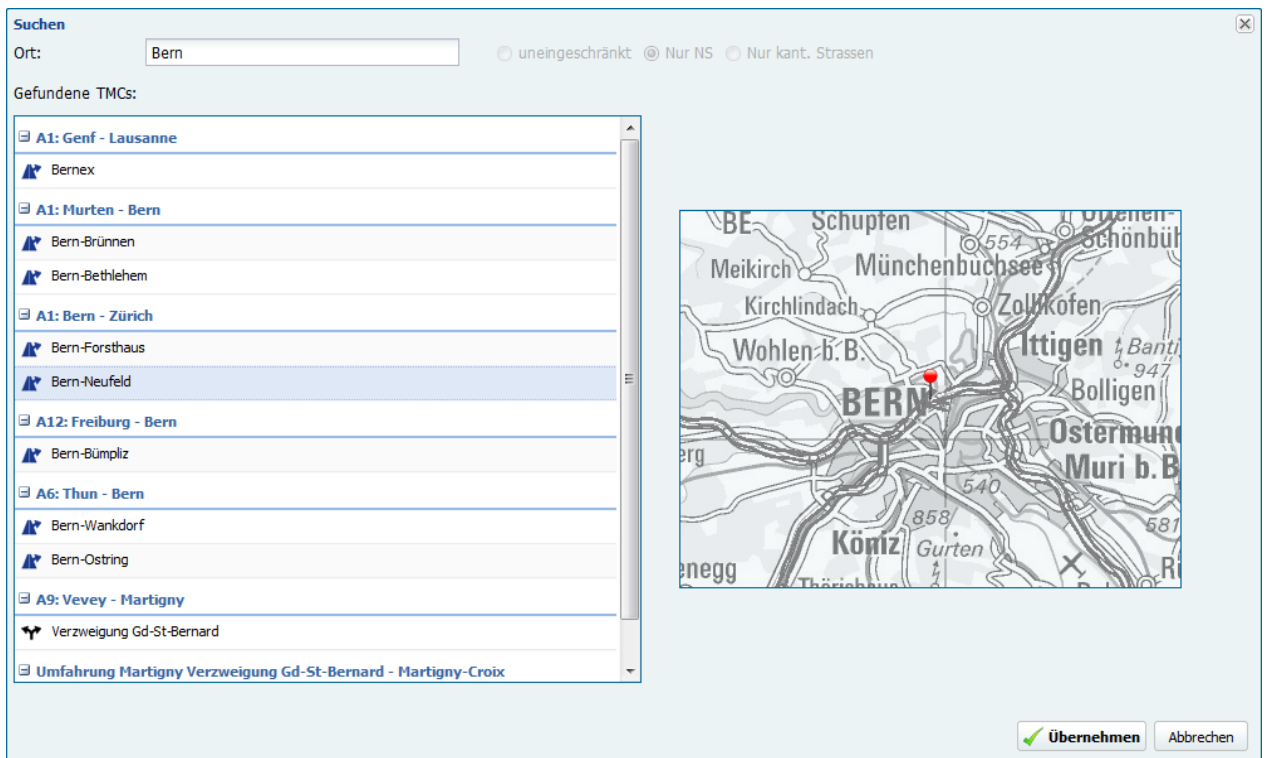 Suchen
Ort: Bern uneingeschränkt Nur NS Nur kant. Strassen
Gefundene TMCs:
A1: Genf - Lausanne
Bernex
A1: Murten - Bern
Bern-Brünnen
Bern-Bethlehem
A1: Bern - Zürich
Bern-Forsthaus
Bern-Neufeld
A12: Freiburg - Bern
Bern-Bümpliz
A6: Thun - Bern
Bern-Wankdorf
Bern-Ostring
A9: Vevey - Martigny
Verzweigung Gd-St-Bernard
Umfahrung Martigny Verzweigung Gd-St-Bernard - Martigny-Croix
BE
Schupfen
554
Schönbüh
Meikirch
Münchenbuchsee
Kirchlindach
Zollikofen
Wohlen b. B.
Ittigen
Banti
947
BERN
Bolligen
Ostermund
erg
Muri b. B
540
858
581
Köniz
Gurten
enegg
Ri
Übernehmen Abbrechen